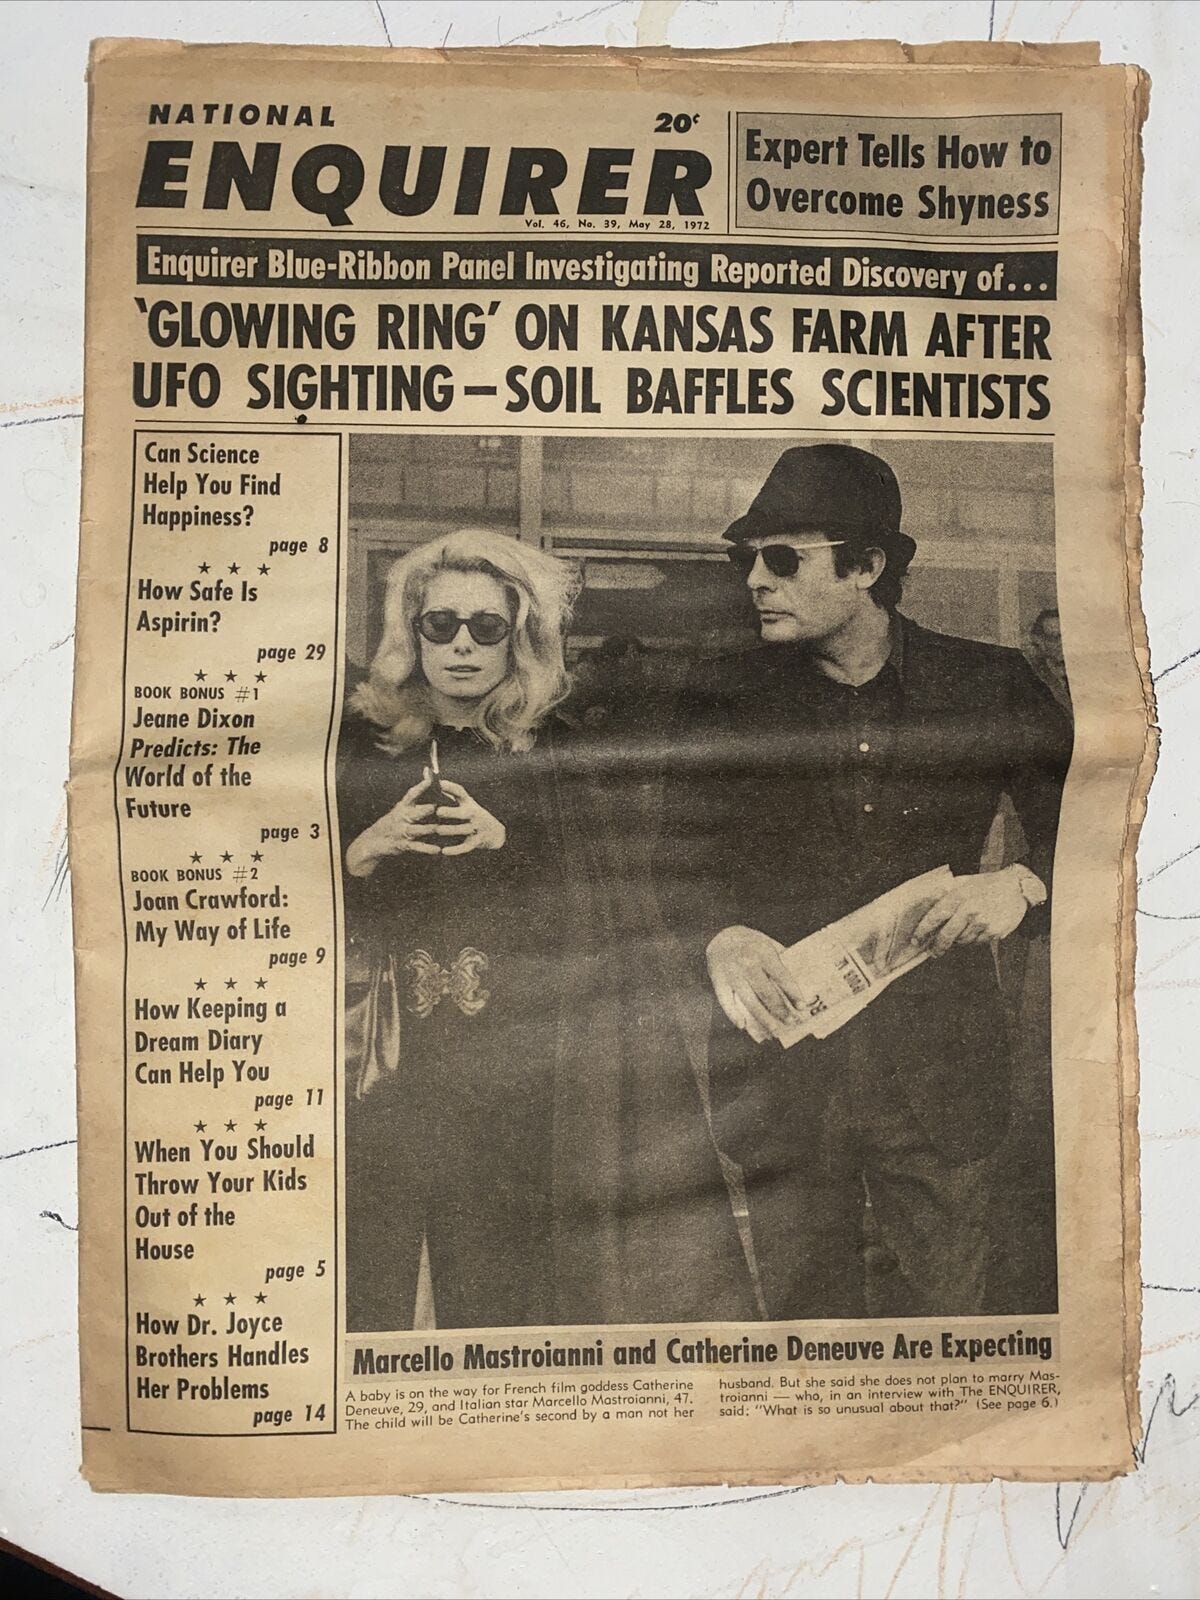 NATIONAL
ENQUIRER
20¢
Vol. 46, No. 39, May 28, 1972
Expert Tells How to
Overcome Shyness
Enquirer Blue-Ribbon Panel Investigating Reported Discovery of...
‘GLOWING RING’ ON KANSAS FARM AFTER
UFO SIGHTING — SOIL BAFFLES SCIENTISTS
Can Science
Help You Find
Happiness?
page 8
★ ★ ★
How Safe Is
Aspirin?
page 29
★ ★ ★
BOOK BONUS #1
Jeane Dixon
Predicts: The
World of the
Future
page 3
★ ★ ★
BOOK BONUS #2
Joan Crawford:
My Way of Life
page 9
★ ★ ★
How Keeping a
Dream Diary
Can Help You
page 11
★ ★ ★
When You Should
Throw Your Kids
Out of the
House
page 5
★ ★ ★
How Dr. Joyce
Brothers Handles
Her Problems
page 14
Marcello Mastroianni and Catherine Deneuve Are Expecting
A baby is on the way for French film goddess Catherine
Deneuve, 29, and Italian star Marcello Mastroianni, 47.
The child will be Catherine's second by a man not her
husband. But she said she does not plan to marry Mas-
troianni — who, in an interview with The ENQUIRER,
said: "What is so unusual about that?" (See page 6.)